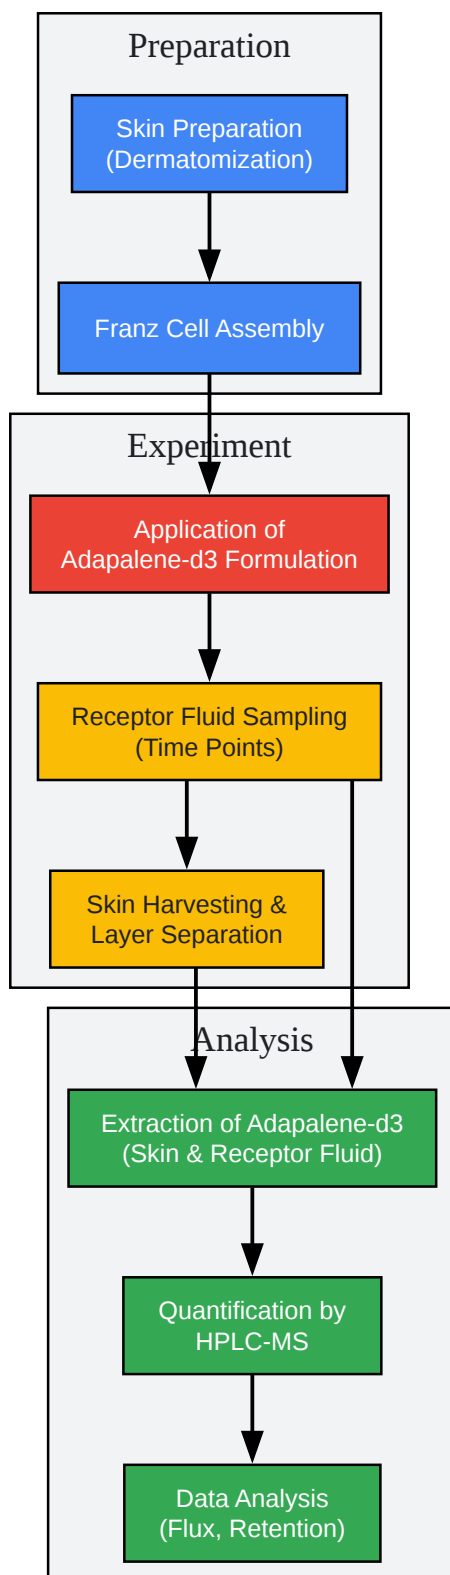 Preparation
Skin Preparation
(Dermatomization)
Franz Cell Assembly
Experiment
Application of
Adapalene-d3 Formulation
Receptor Fluid Sampling
(Time Points)
Skin Harvesting &
Layer Separation
Analysis
Extraction of Adapalene-d3
(Skin & Receptor Fluid)
Quantification by
HPLC-MS
Data Analysis
(Flux, Retention)